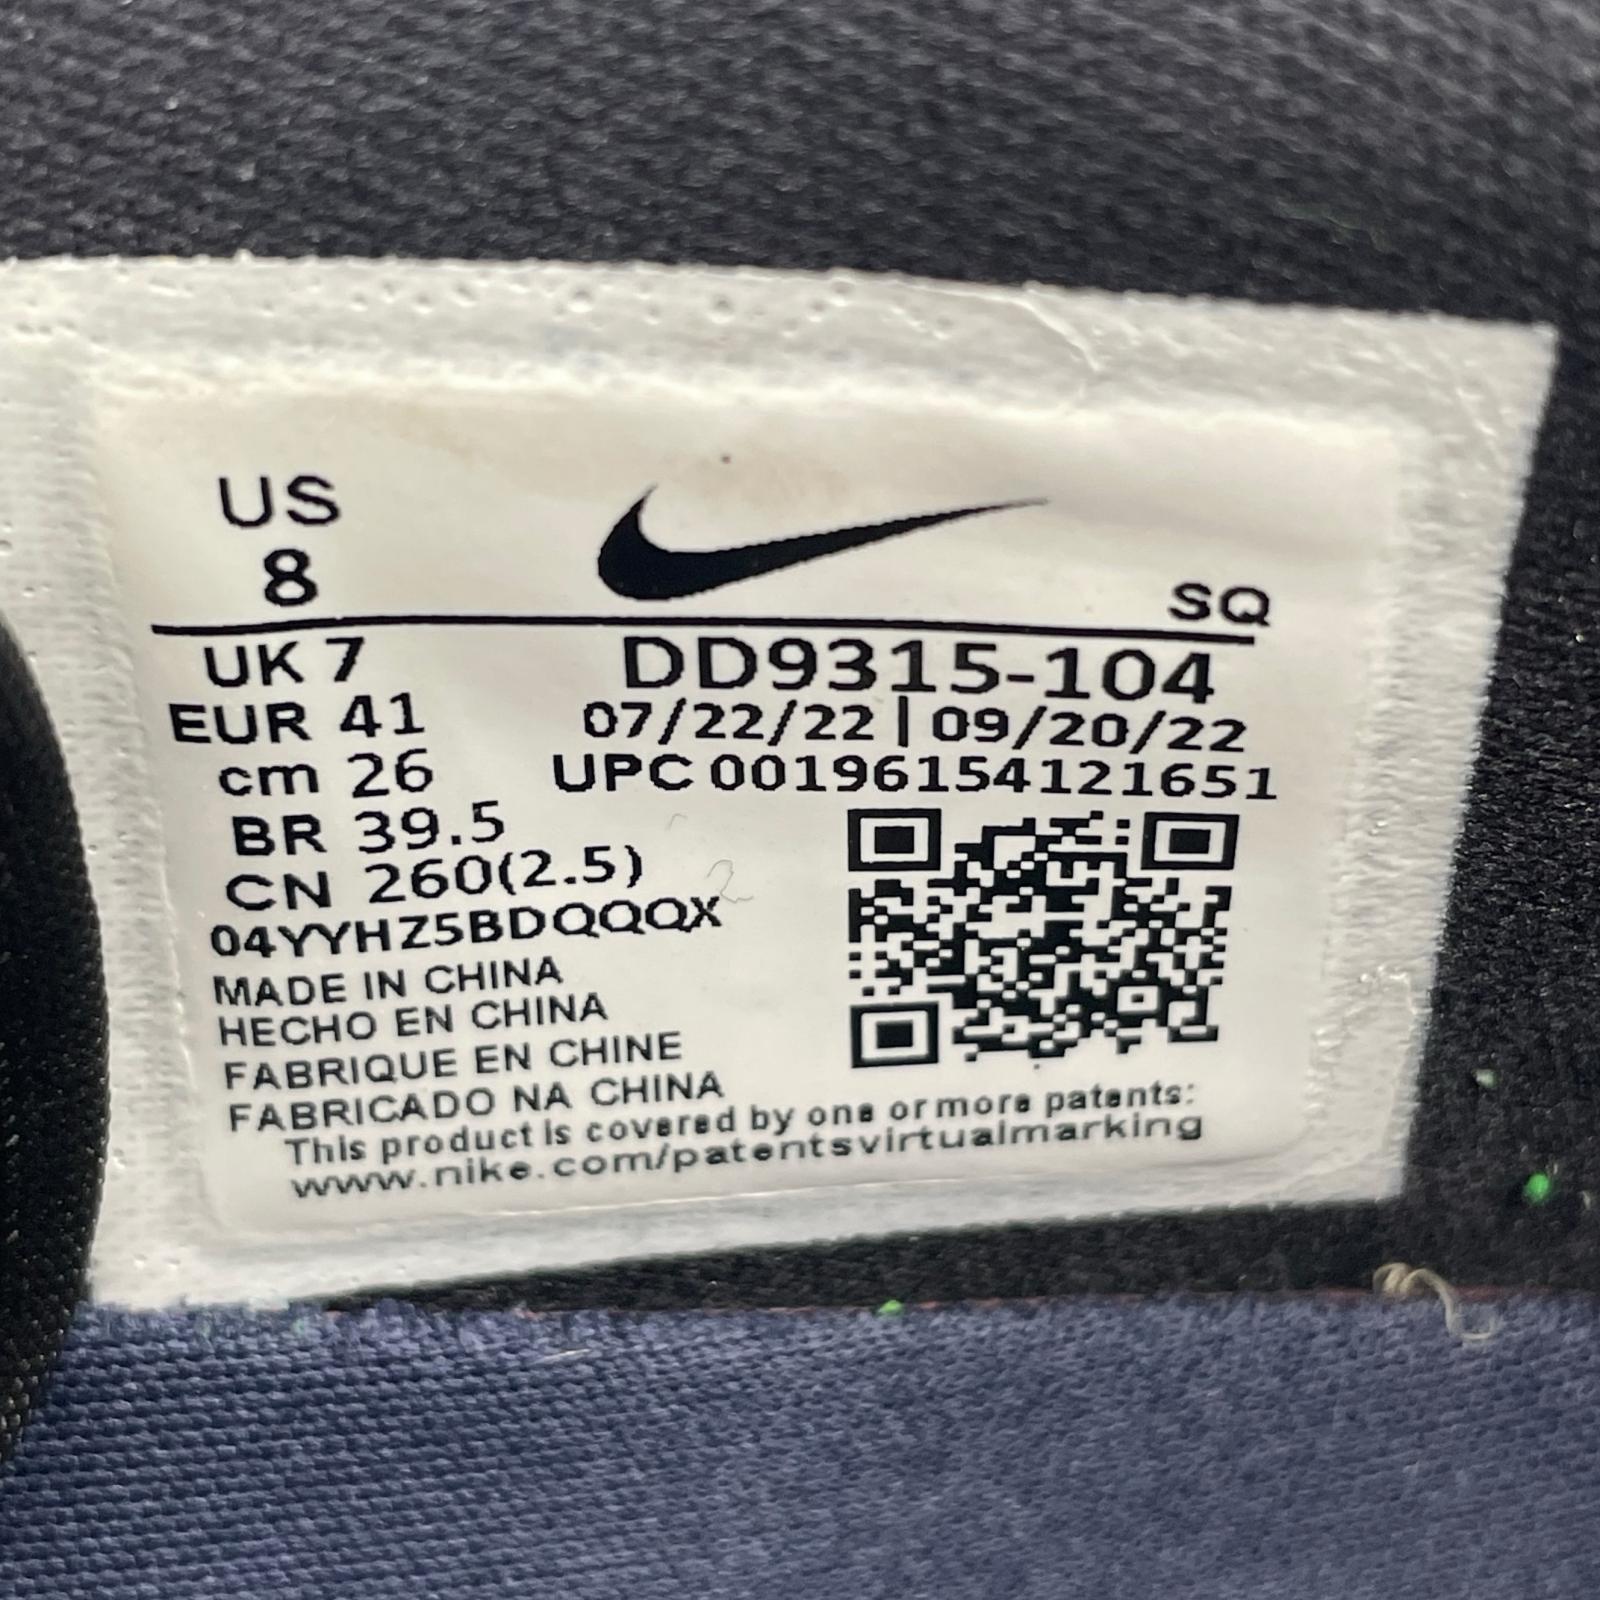 US
8
SQ
UK 7
DD9315-104
EUR 41
07/22/22 | 09/20/22
cm 26
UPC 00196154121651
BR 39.5
CN 260(2.5)
04YYHZ5BDQQQX
MADE IN CHINA
HECHO EN CHINA
FABRIQUE EN CHINE
FABRICADO NA CHINA
This product is covered by one or more patents:
www.nike.com/patentsvirtualmarking